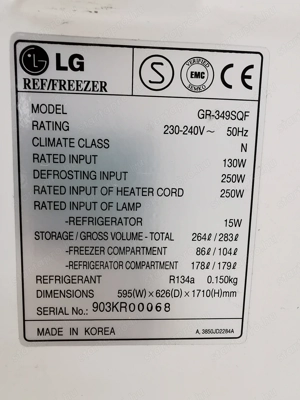 LG
REF/FREEZER
S
TESTED
EMC
SEMKO
MODEL GR-349SQF
RATING 230-240V~ 50Hz
CLIMATE CLASS N
RATED INPUT 130W
DEFROSTING INPUT 250W
RATED INPUT OF HEATER CORD 250W
RATED INPUT OF LAMP
-REFRIGERATOR 15W
STORAGE / GROSS VOLUME - TOTAL 264ℓ / 283ℓ
-FREEZER COMPARTMENT 86ℓ / 104ℓ
-REFRIGERATOR COMPARTMENT 178ℓ / 179ℓ
REFRIGERANT R134a 0.150kg
DIMENSIONS 595(W) x 626(D) x 1710(H)mm
SERIAL NO.: 903KR00068
MADE IN KOREA A, 3850JD2284A